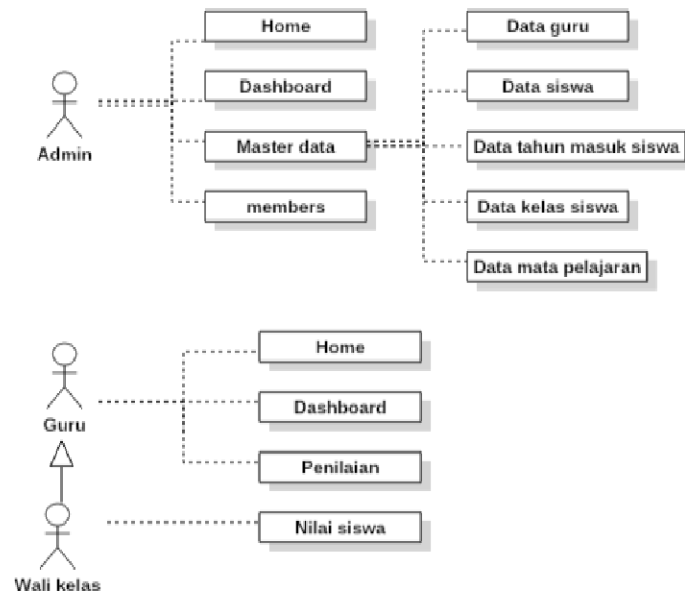 Home
Data guru
Dashboard
Data siswa
Admin
Master data
Data tahun masuk siswa
members
Data kelas siswa
Data mata pelajaran
Home
Guru
Dashboard
Penilaian
Nilai siswa
Wali kelas